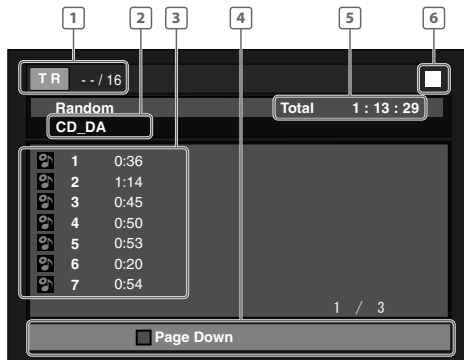 1 2 3 4 5 6
T R - - / 16
Random Total 1 : 13 : 29
CD_DA
1 0:36
2 1:14
3 0:45
4 0:50
5 0:53
6 0:20
7 0:54
1 / 3
Page Down